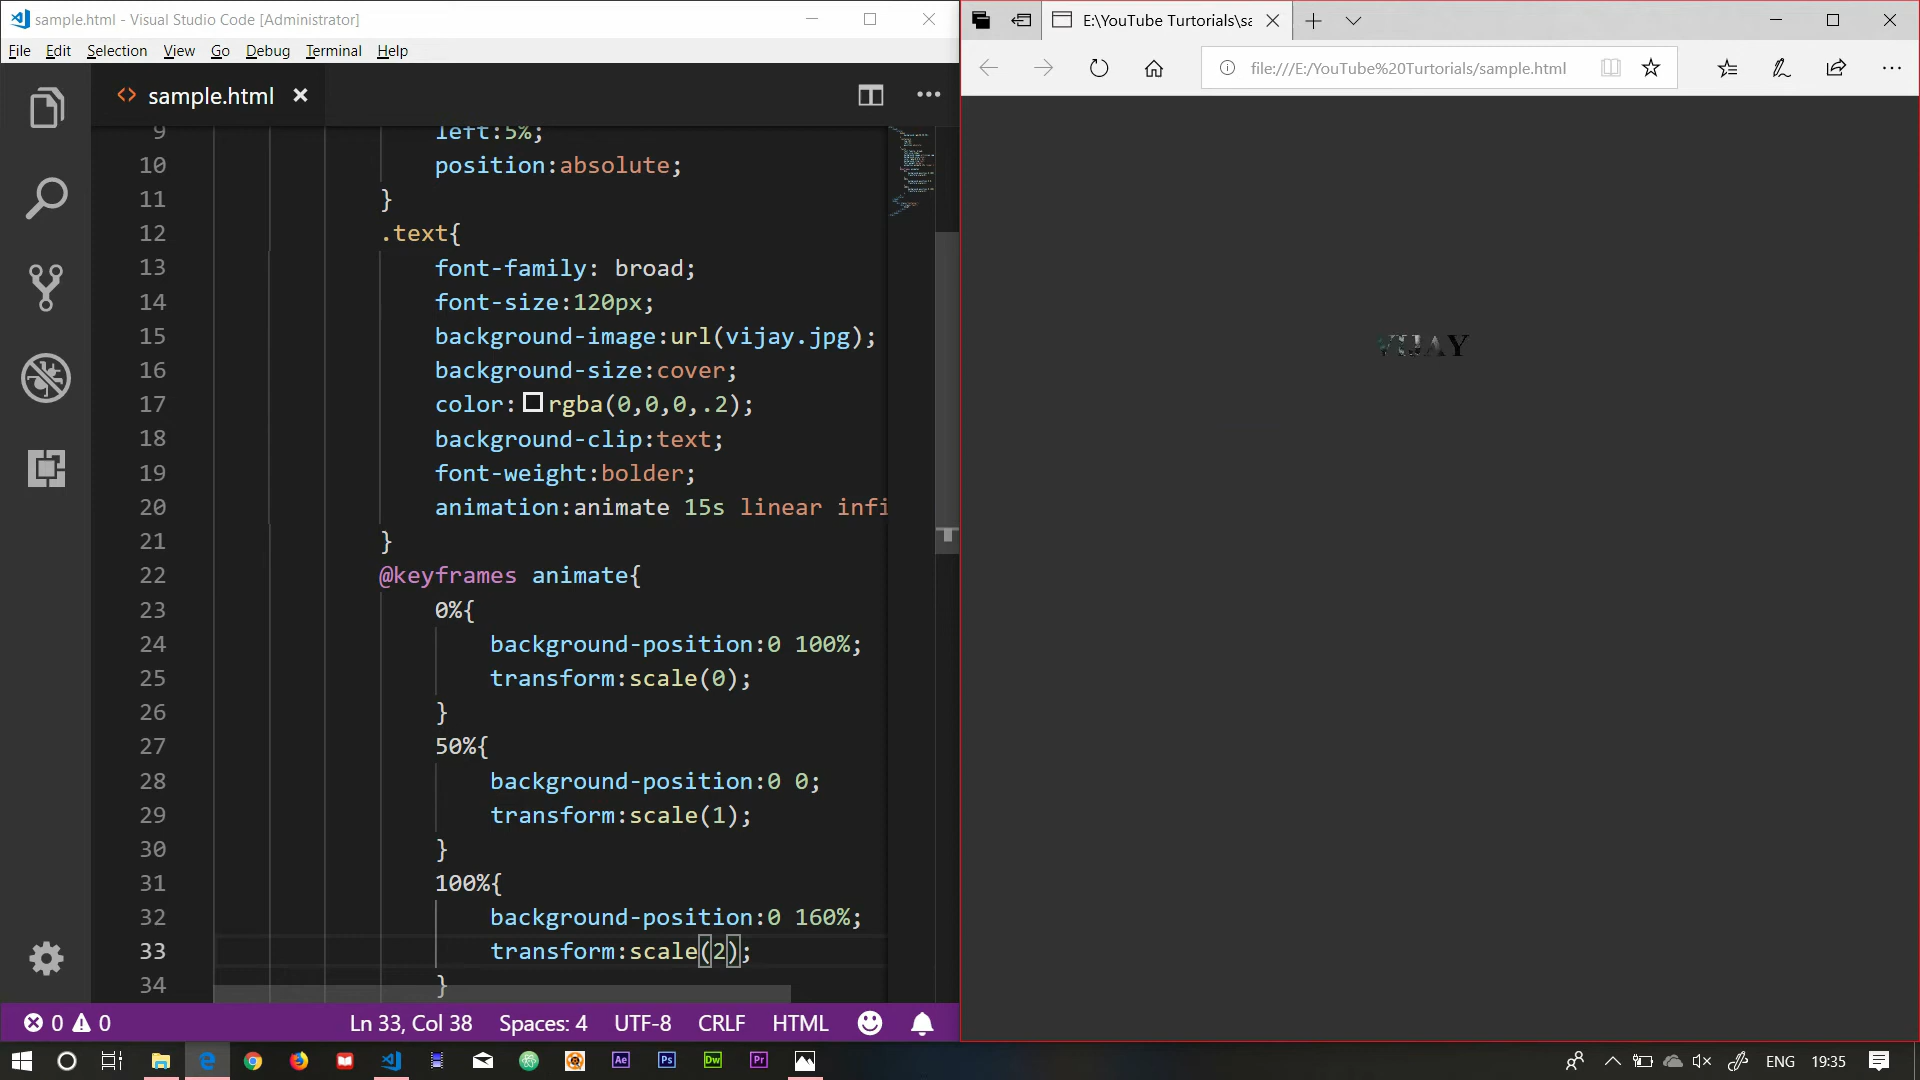 sample.html - Visual Studio Code [Administrator]
File Edit Selection View Go Debug Terminal Help
sample.html
9 left:5%;
10 position:absolute;
11 }
12 .text{
13 font-family: broad;
14 font-size:120px;
15 background-image:url(vijay.jpg);
16 background-size:cover;
17 color:rgba(0,0,0,.2);
18 background-clip:text;
19 font-weight:bolder;
20 animation:animate 15s linear infi
21 }
22 @keyframes animate{
23 0%{
24 background-position:0 100%;
25 transform:scale(0);
26 }
27 50%{
28 background-position:0 0;
29 transform:scale(1);
30 }
31 100%{
32 background-position:0 160%;
33 transform:scale(2);
34 }
0 0 Ln 33, Col 38 Spaces: 4 UTF-8 CRLF HTML
E:\YouTube Turtorials\sa
file:///E:/YouTube%20Turtorials/sample.html
VIJAY
Ae Ps Dw Pr ENG 19:35